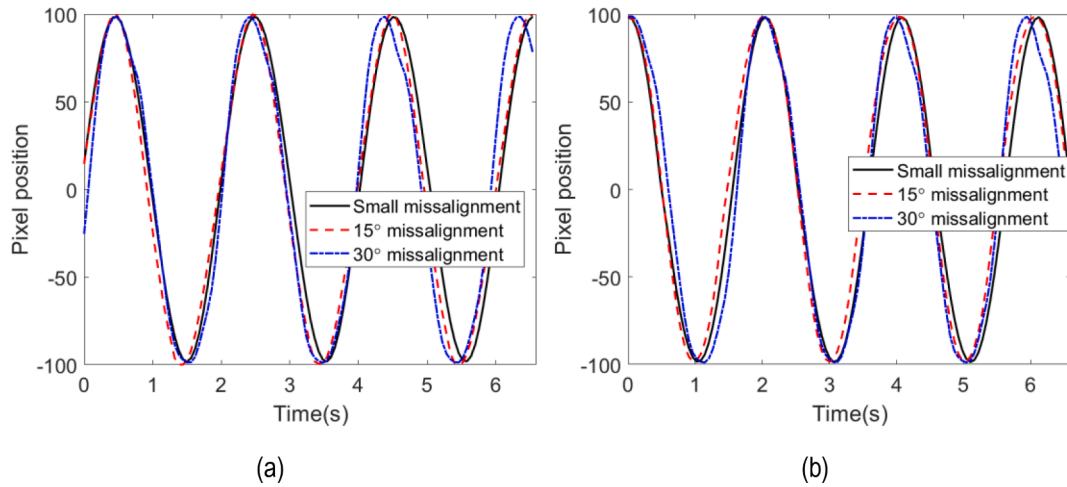 100
50
0
-50
-100
Pixel position
0 1 2 3 4 5 6
Time(s)
Small missalignment
15° missalignment
30° missalignment
(a)
100
50
0
-50
-100
Pixel position
0 1 2 3 4 5 6
Time(s)
Small missalignment
15° missalignment
30° missalignment
(b)